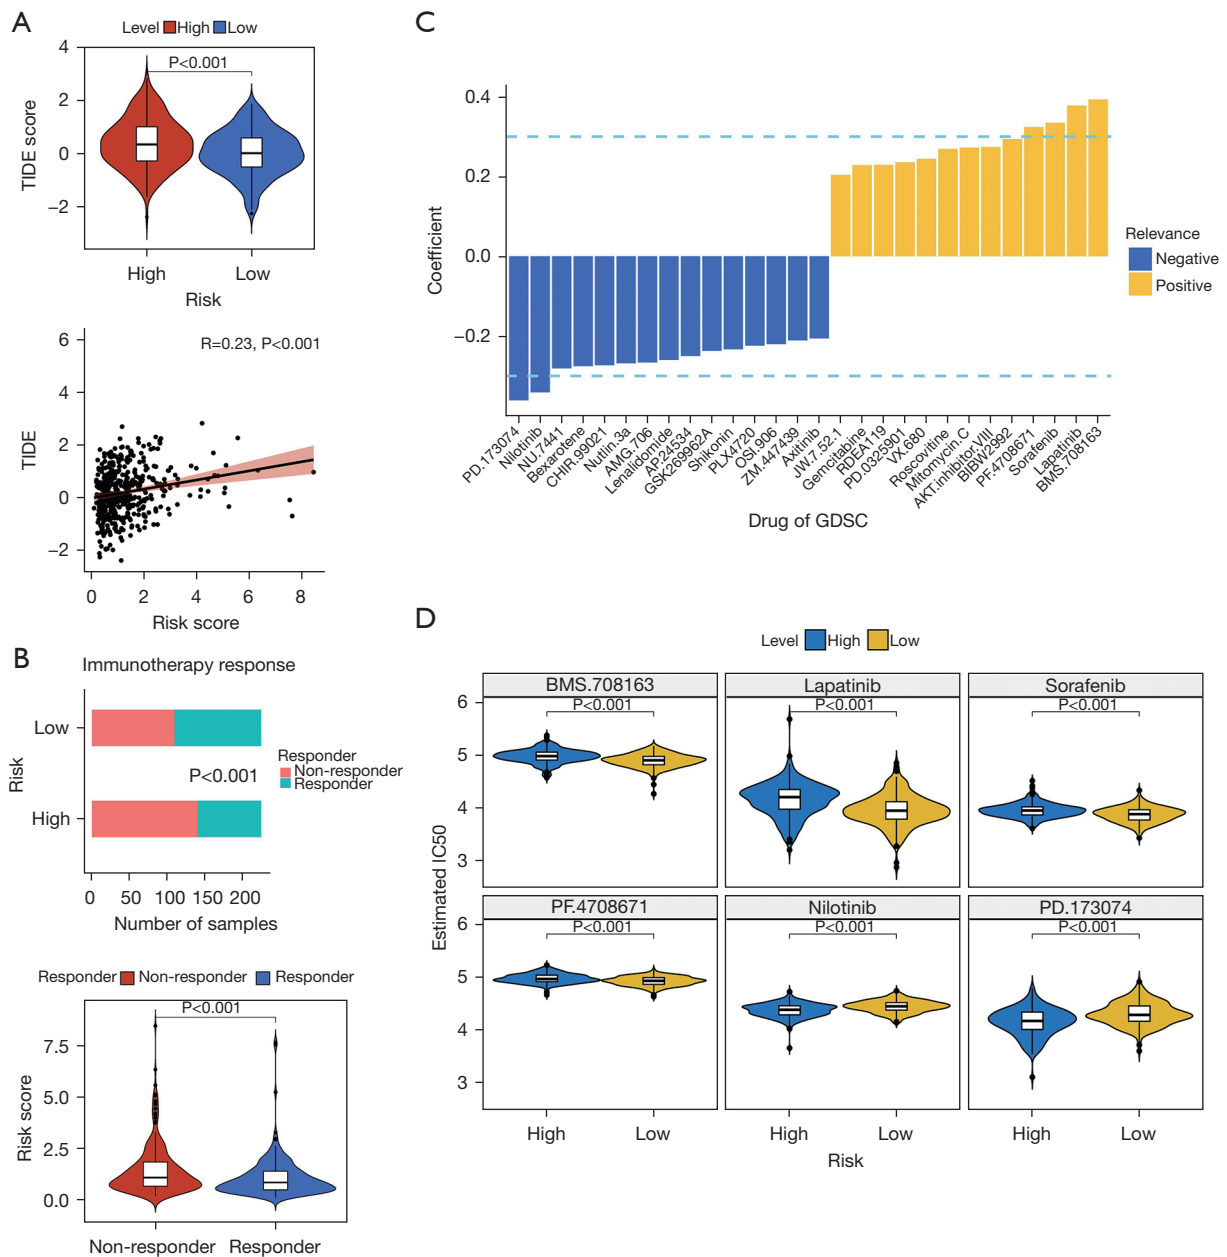 A
Level High Low
P<0.001
TIDE score
4
2
0
−2
High Low
Risk
R=0.23, P<0.001
TIDE
6
4
2
0
−2
0 2 4 6 8
Risk score
B
Immunotherapy response
Risk
Low
High
P<0.001
Responder
Non-responder
Responder
0 50 100 150 200
Number of samples
Responder Non-responder Responder
P<0.001
Risk score
7.5
5.0
2.5
0.0
Non-responder Responder
C
Coefficient
0.4
0.2
0.0
−0.2
PD.173074
Nilotinib
NU.7441
Bexarotene
CHIR.99021
Nutlin.3a
AMG.706
Lenalidomide
AP.24534
GSK269962A
Shikonin
PLX4720
OSI.906
ZM.447439
Axitinib
JW.7.52.1
Gemcitabine
RDEA119
PD.0325901
VX.680
Roscovitine
Mitomycin.C
AKT.inhibitor.VIII
BIBW2992
PF.4708671
Sorafenib
Lapatinib
BMS.708163
Drug of GDSC
Relevance
Negative
Positive
D
Level High Low
Estimated IC50
BMS.708163 Lapatinib Sorafenib
P<0.001 P<0.001 P<0.001
6
5
4
3
PF.4708671 Nilotinib PD.173074
P<0.001 P<0.001 P<0.001
6
5
4
3
High Low High Low High Low
Risk